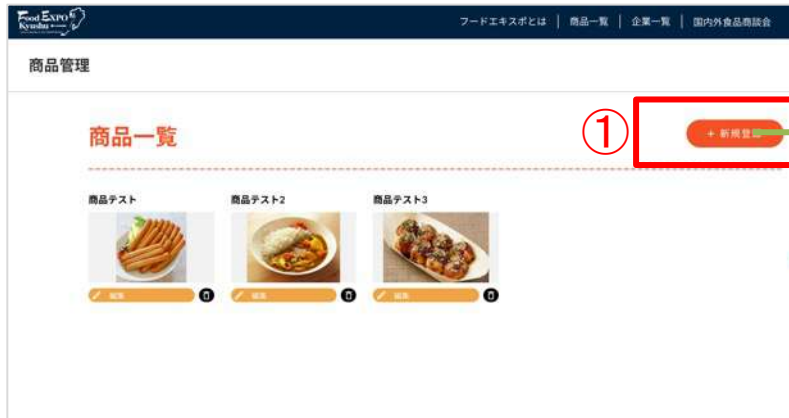 Food EXPO
Kyushu
フードエキスポとは | 商品一覧 | 企業一覧 | 国内外食品商談会
商品管理
商品一覧
①
+ 新規登
商品テスト
商品テスト2
商品テスト3
編集
編集
編集